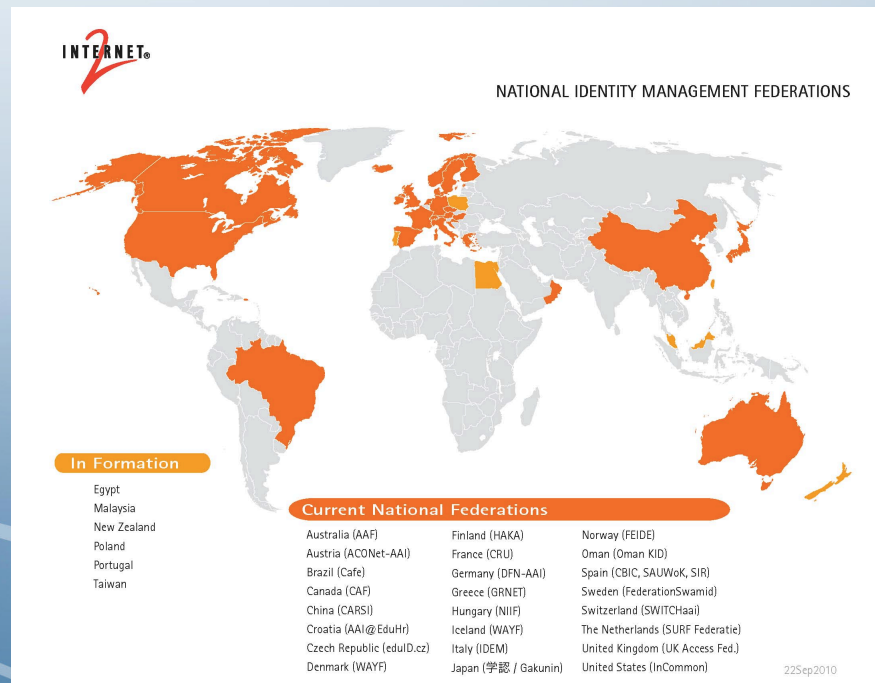 INTERNET®
2
NATIONAL IDENTITY MANAGEMENT FEDERATIONS
In Formation
Egypt
Malaysia
New Zealand
Poland
Portugal
Taiwan
Current National Federations
Australia (AAF)
Austria (ACONet-AAI)
Brazil (Cafe)
Canada (CAF)
China (CARSI)
Croatia (AAI@EduHr)
Czech Republic (eduID.cz)
Denmark (WAYF)
Finland (HAKA)
France (CRU)
Germany (DFN-AAI)
Greece (GRNET)
Hungary (NIIF)
Iceland (WAYF)
Italy (IDEM)
Japan (学認 / Gakunin)
Norway (FEIDE)
Oman (Oman KID)
Spain (CBIC, SAUWoK, SIR)
Sweden (FederationSwamid)
Switzerland (SWITCHaai)
The Netherlands (SURF Federatie)
United Kingdom (UK Access Fed.)
United States (InCommon)
22Sep2010